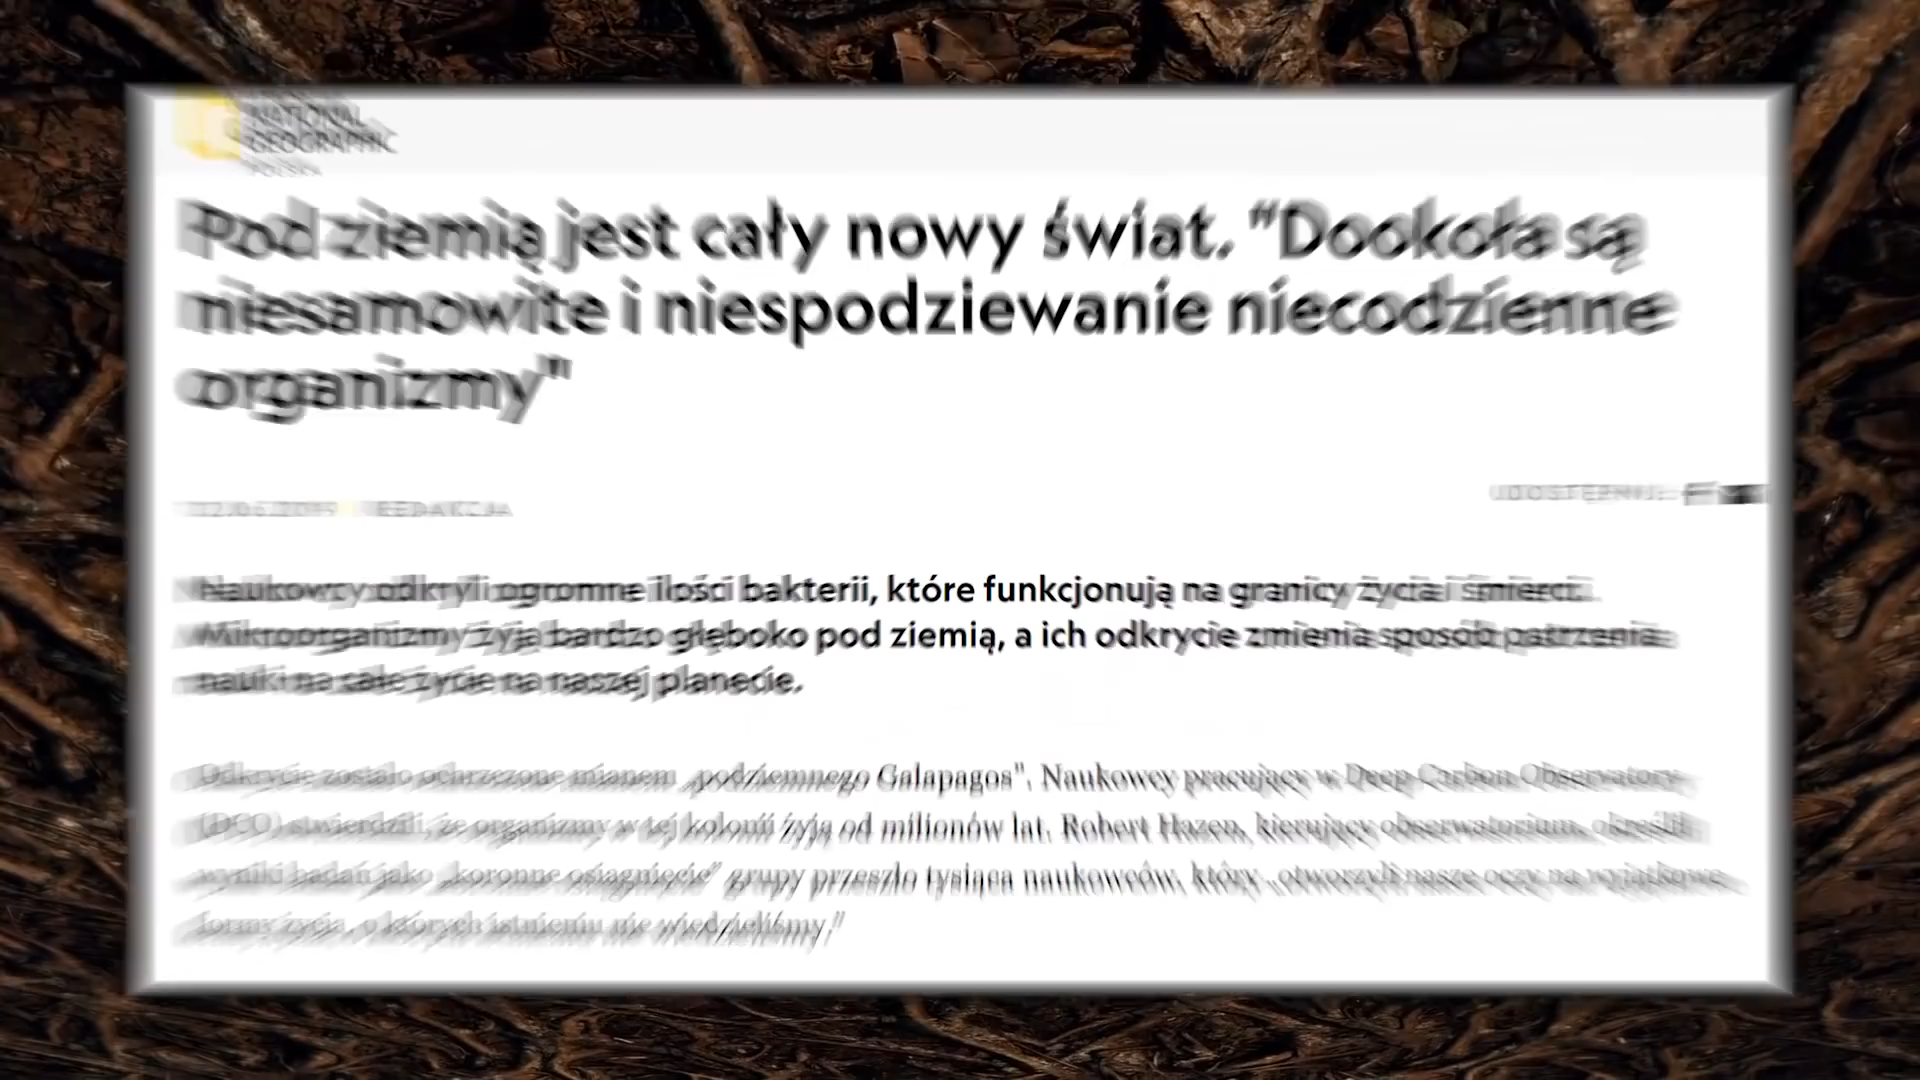 NATIONAL
GEOGRAPHIC
POLSKA
Pod ziemią jest cały nowy świat. "Dookoła są
niesamowite i niespodziewanie niecodzienne
organizmy"
REDAKCJA
UDOSTĘPNIJ:
Naukowcy odkryli ogromne ilości bakterii, które funkcjonują na granicy życia i śmierci.
Mikroorganizmy żyją bardzo głęboko pod ziemią, a ich odkrycie zmienia sposób patrzenia
nauki na całe życie na naszej planecie.
Odkrycie zostało ochrzczone mianem „podziemnego Galapagos". Naukowcy pracujący w Deep Carbon Observatory
(DCO) stwierdzili, że organizmy w tej kolonii żyją od milionów lat. Robert Hazen, kierujący obserwatorium, określił
wyniki badań jako „koronne osiągnięcie" grupy przeszło tysiąca naukowców, który „otworzyli nasze oczy na wyjątkowe
formy życia, o których istnieniu nie wiedzieliśmy."